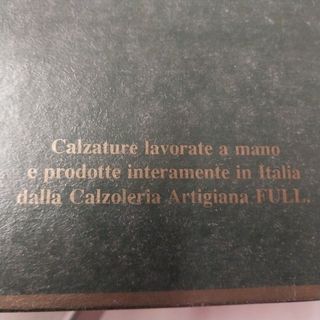 Calzature lavorate a mano
e prodotte interamente in Italia
dalla Calzoleria Artigiana FULL.